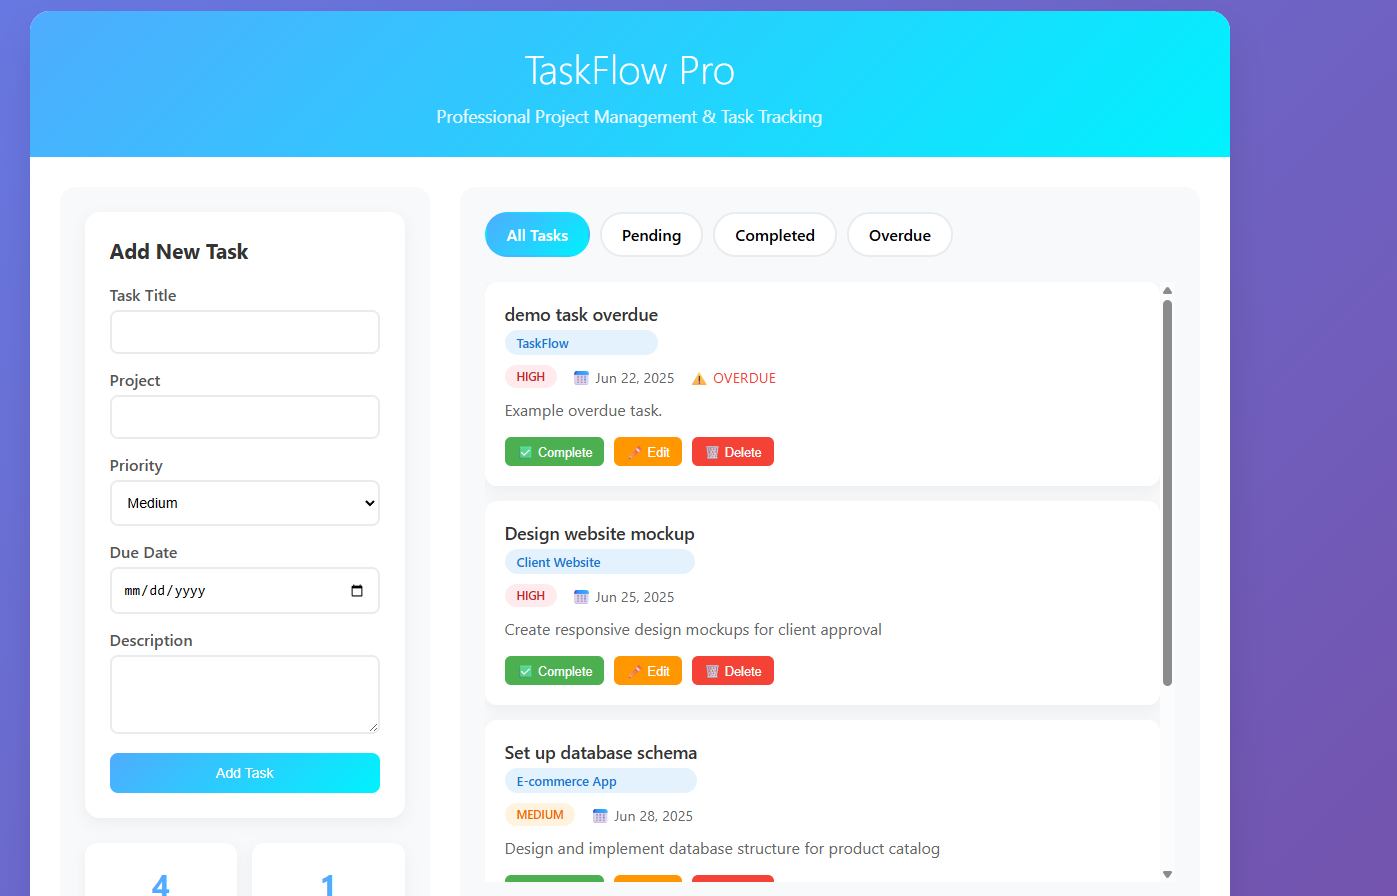 TaskFlow Pro
Professional Project Management & Task Tracking
Add New Task
Task Title
Project
Priority
Medium
Due Date
mm/dd/yyyy
Description
Add Task
4
1
All Tasks
Pending
Completed
Overdue
demo task overdue
TaskFlow
HIGH
Jun 22, 2025
OVERDUE
Example overdue task.
Complete
Edit
Delete
Design website mockup
Client Website
HIGH
Jun 25, 2025
Create responsive design mockups for client approval
Complete
Edit
Delete
Set up database schema
E-commerce App
MEDIUM
Jun 28, 2025
Design and implement database structure for product catalog